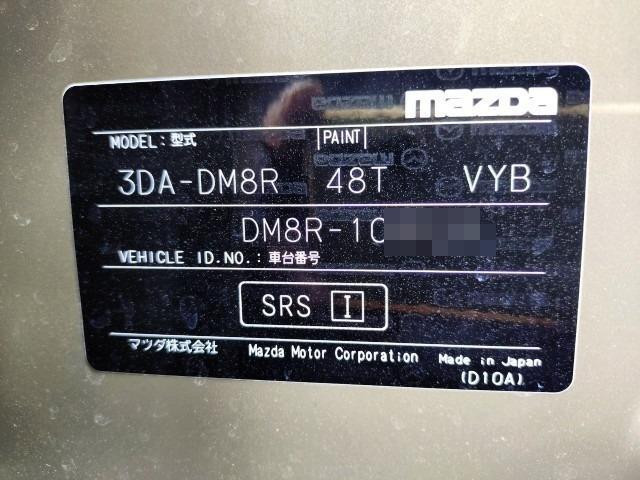 mazda
MODEL:型式 PAINT
3DA-DM8R 48T VYB
DM8R-10
VEHICLE ID.NO.:車台番号
SRS I
マツダ株式会社 Mazda Motor Corporation Made in Japan
(D10A)